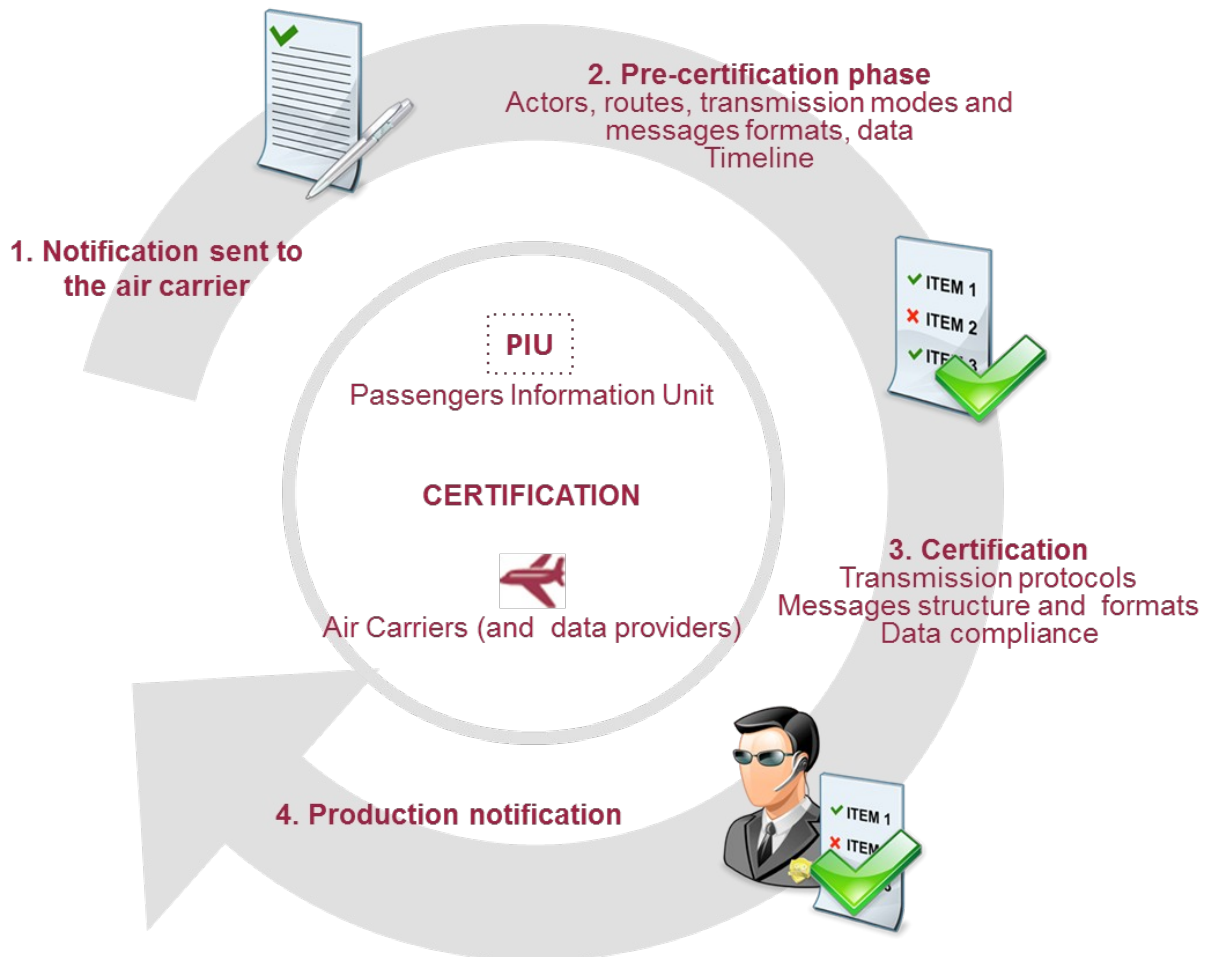 2. Pre-certification phase
Actors, routes, transmission modes and
messages formats, data
Timeline
1. Notification sent to
the air carrier
ITEM 1
ITEM 2
PIU
Passengers Information Unit
CERTIFICATION
Air Carriers (and data providers)
3. Certification
Transmission protocols
Messages structure and formats
Data compliance
4. Production notification
ITEM 1
ITEM